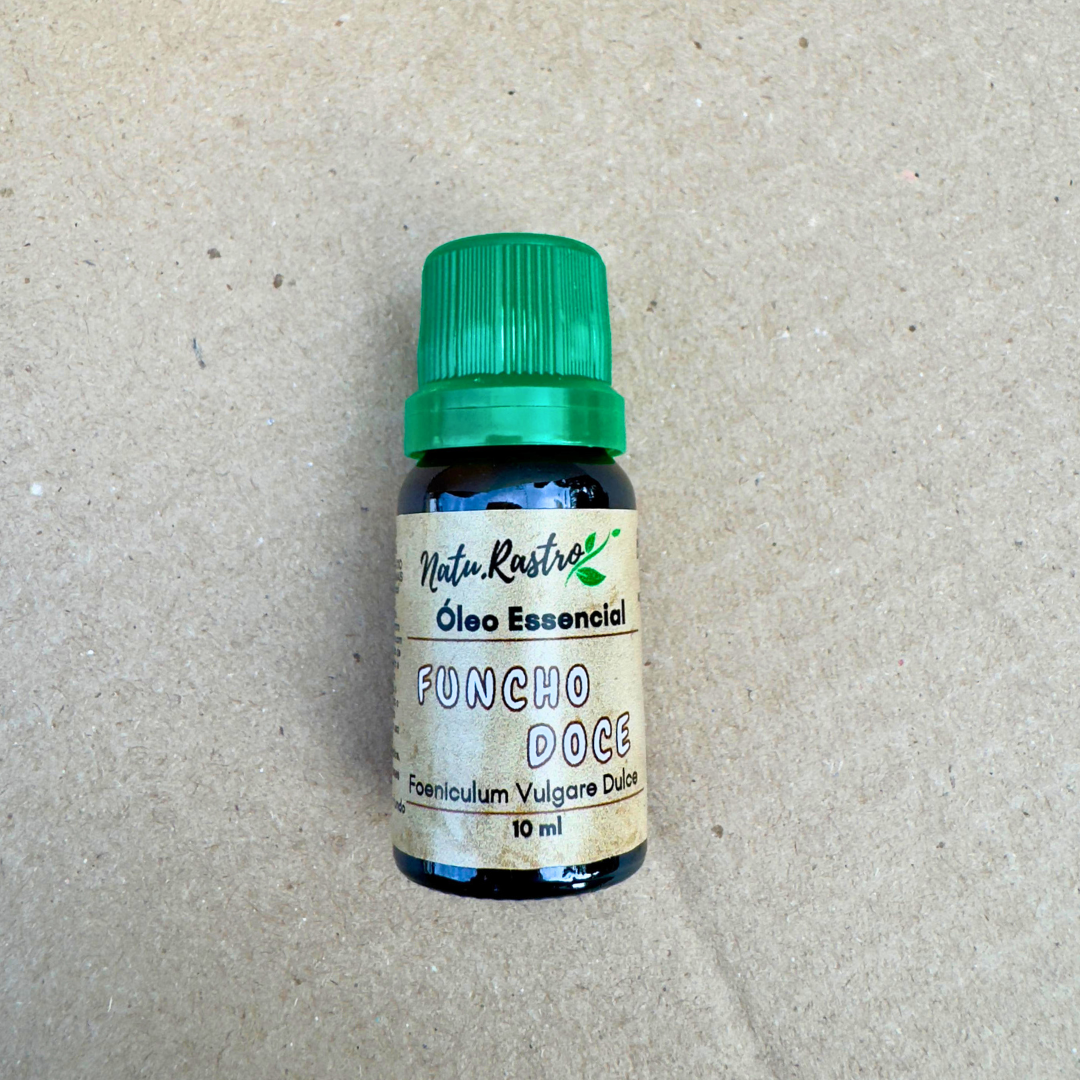 Natu.Rastro
Óleo Essencial
FUNCHO
DOCE
Foeniculum Vulgare Dulce
10 ml